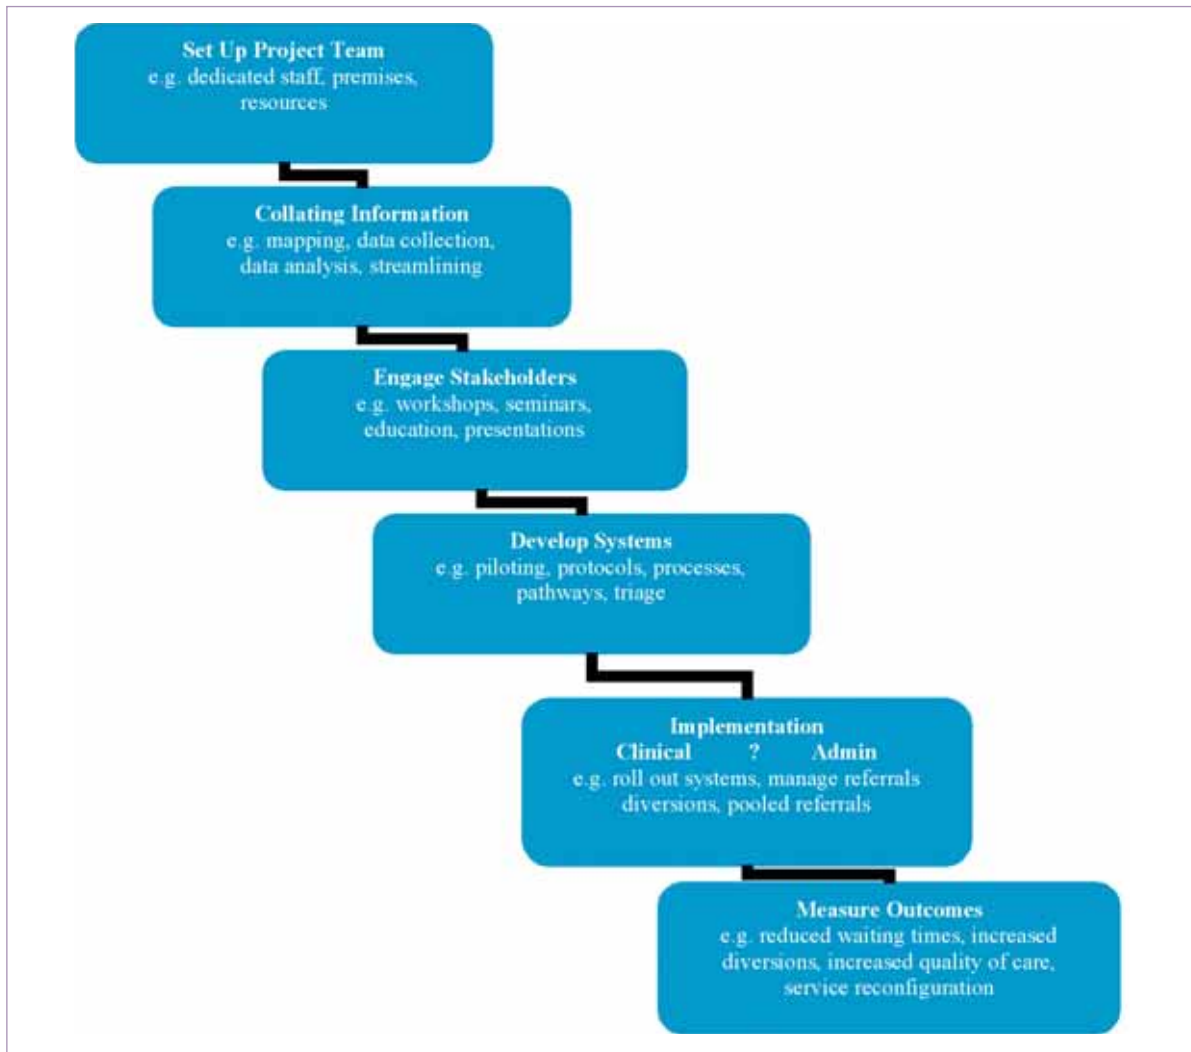 Set Up Project Team
e.g. dedicated staff, premises,
resources
Collating Information
e.g. mapping, data collection,
data analysis, streamlining
Engage Stakeholders
e.g. workshops, seminars,
education, presentations
Develop Systems
e.g. piloting, protocols, processes,
pathways, triage
Implementation
Clinical ? Admin
e.g. roll out systems, manage referrals
diversions, pooled referrals
Measure Outcomes
e.g. reduced waiting times, increased
diversions, increased quality of care,
service reconfiguration